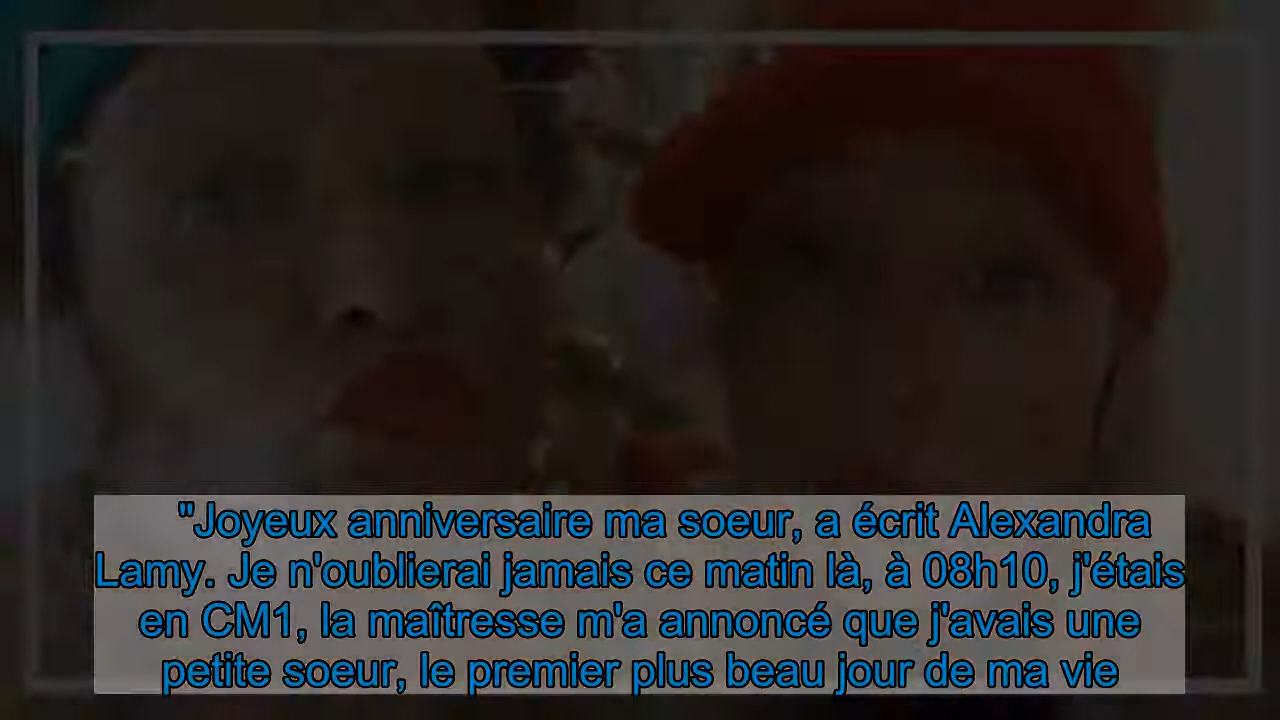 "Joyeux anniversaire ma soeur, a écrit Alexandra
Lamy. Je n'oublierai jamais ce matin là, à 08h10, j'étais
en CM1, la maîtresse m'a annoncé que j'avais une
petite soeur, le premier plus beau jour de ma vie